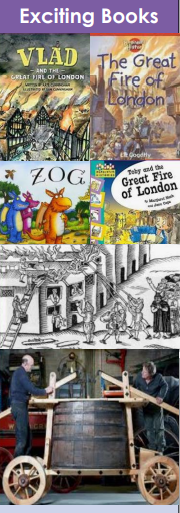 Exciting Books
VLAD
AND THE
GREAT FIRE OF LONDON
The Great
Fire of
London
ZOG
Toby and the
Great Fire
of London